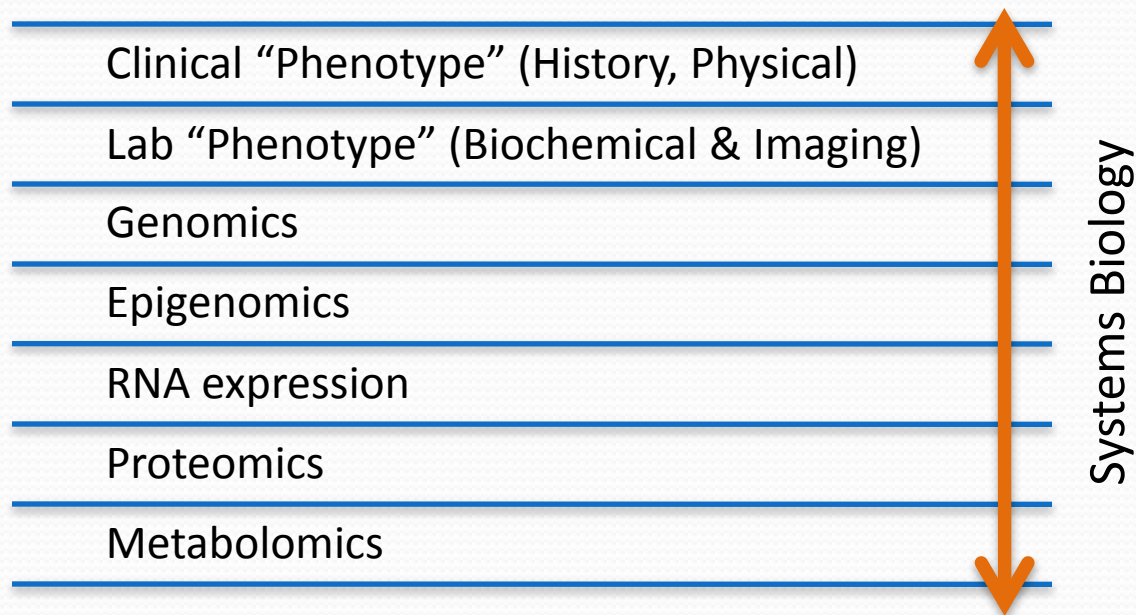 Clinical “Phenotype” (History, Physical)
Lab “Phenotype” (Biochemical & Imaging)
Genomics
Epigenomics
RNA expression
Proteomics
Metabolomics
Systems Biology